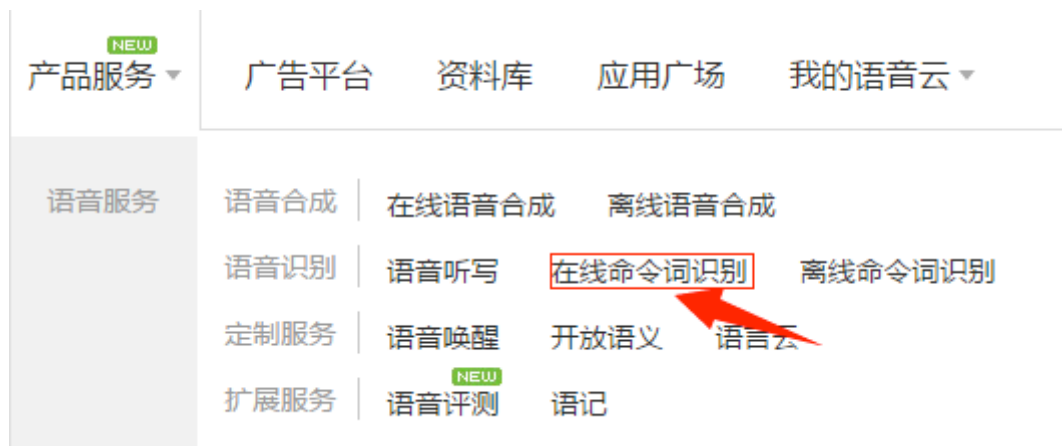 NEW
产品服务 广告平台 资料库 应用广场 我的语音云
语音服务 语音合成 在线语音合成 离线语音合成
语音识别 语音听写 在线命令词识别 离线命令词识别
定制服务 语音唤醒 开放语义 语言云
NEW
扩展服务 语音评测 语记